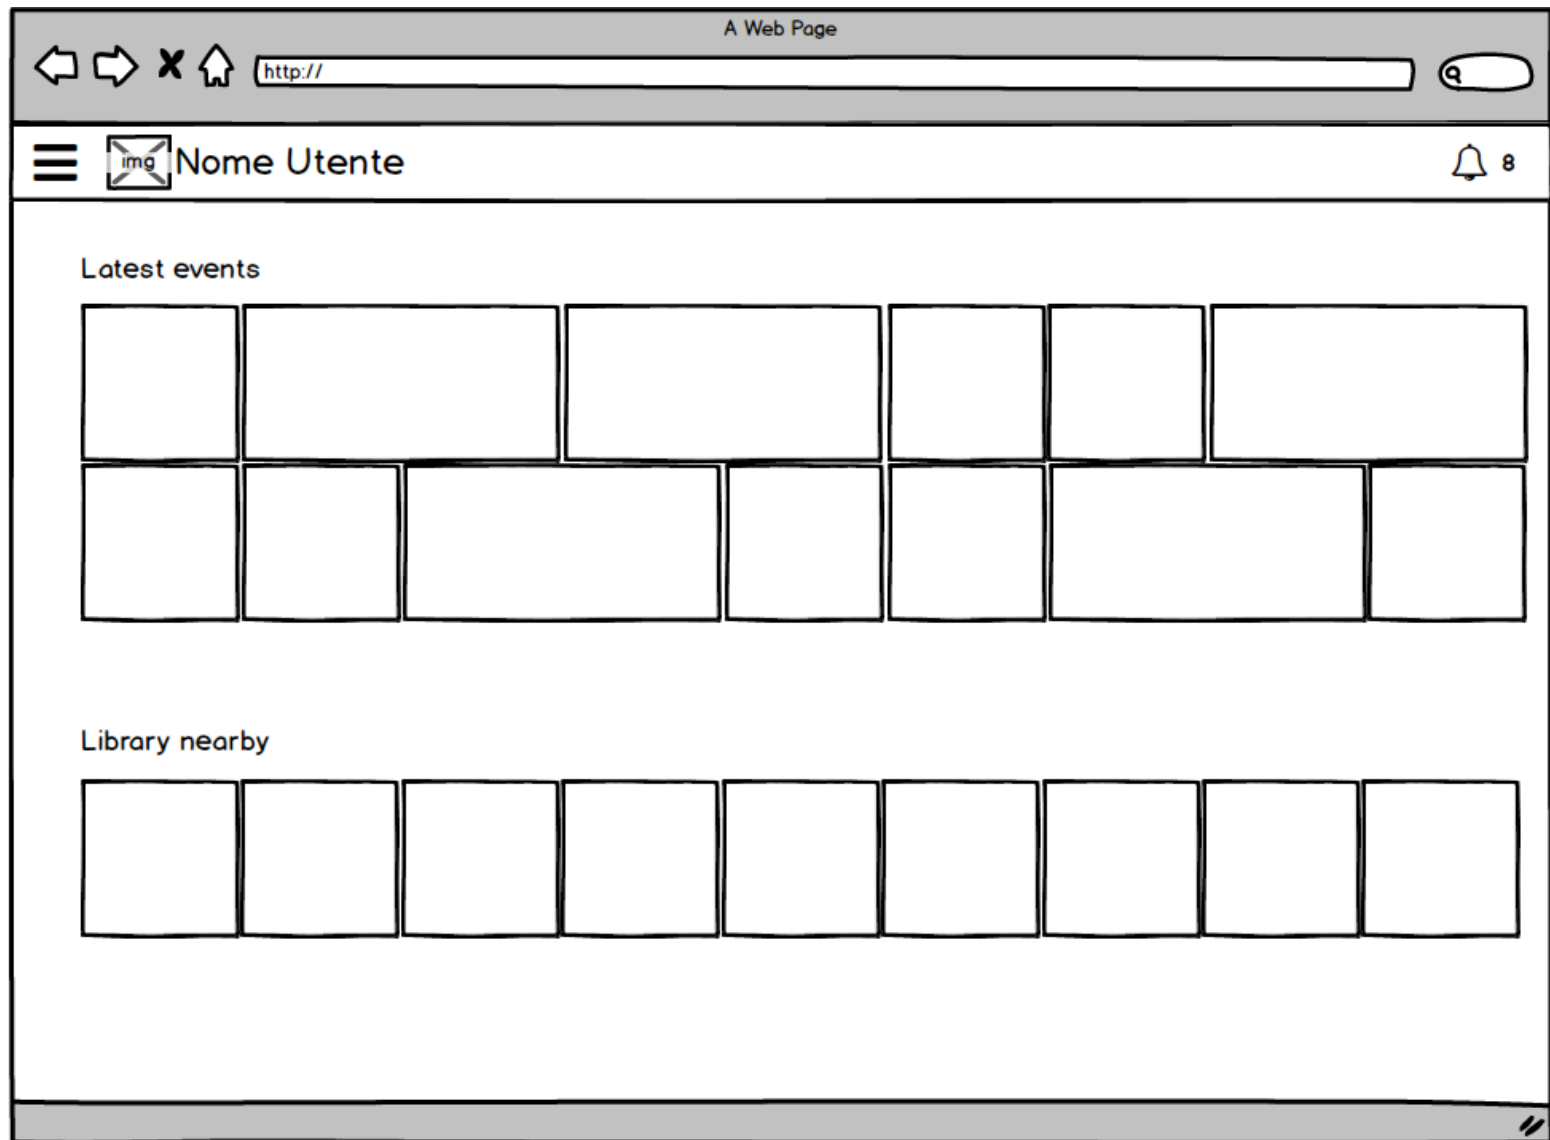 A Web Page
http://
img Nome Utente
8
Latest events
Library nearby